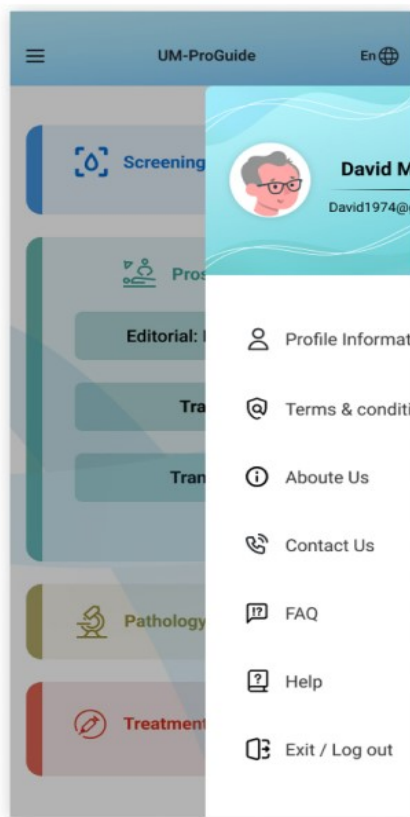 UM-ProGuide En
Screening
David M
David1974@
Pros
Editorial:
Profile Informat
Tra
Terms & conditi
Tran
Aboute Us
Contact Us
FAQ
Pathology
Help
Treatment
Exit / Log out